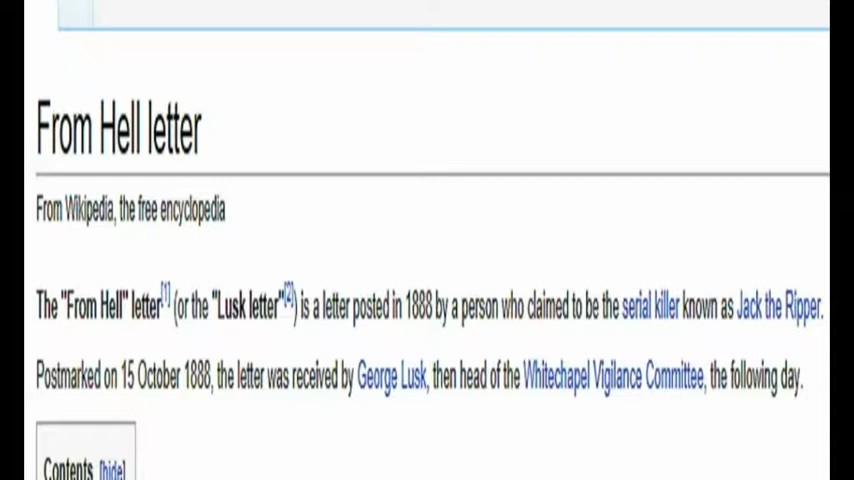 From Hell letter
From Wikipedia, the free encyclopedia
The "From Hell" letter[1] (or the "Lusk letter"[2]) is a letter posted in 1888 by a person who claimed to be the serial killer known as Jack the Ripper.
Postmarked on 15 October 1888, the letter was received by George Lusk, then head of the Whitechapel Vigilance Committee, the following day.
Contents [hide]